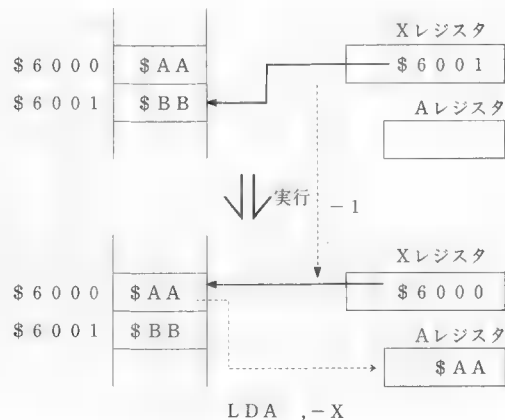 Xレジスタ
$6000 $AA $6001
$6001 $BB
Aレジスタ
実行 −1
Xレジスタ
$6000 $AA $6000
$6001 $BB
Aレジスタ
$AA
LDA ,−X